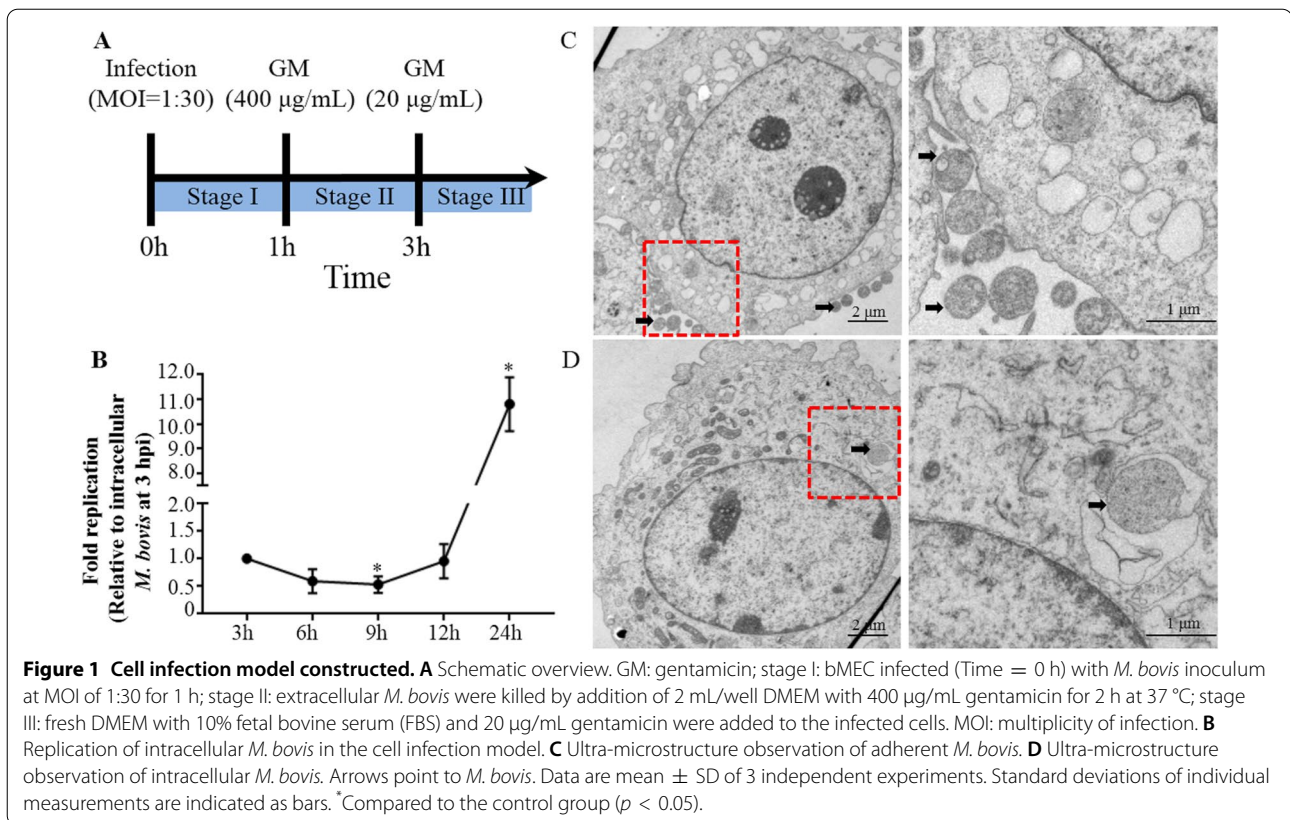 A
Infection GM GM
(MOI=1:30) (400 μg/mL) (20 μg/mL)
Stage I Stage II Stage III
0h 1h 3h
Time
B
Fold replication
(Relative to intracellular
M. bovis at 3 hpi)
12.0
11.0
10.0
9.0
8.0
2.0
1.5
1.0
0.5
0
*
*
3h 6h 9h 12h 24h
C
2 μm
1 μm
D
2 μm
1 μm
Figure 1 Cell infection model constructed. A Schematic overview. GM: gentamicin; stage I: bMEC infected (Time = 0 h) with M. bovis inoculum
at MOI of 1:30 for 1 h; stage II: extracellular M. bovis were killed by addition of 2 mL/well DMEM with 400 μg/mL gentamicin for 2 h at 37 °C; stage
III: fresh DMEM with 10% fetal bovine serum (FBS) and 20 μg/mL gentamicin were added to the infected cells. MOI: multiplicity of infection. B
Replication of intracellular M. bovis in the cell infection model. C Ultra-microstructure observation of adherent M. bovis. D Ultra-microstructure
observation of intracellular M. bovis. Arrows point to M. bovis. Data are mean ± SD of 3 independent experiments. Standard deviations of individual
measurements are indicated as bars. *Compared to the control group (p < 0.05).